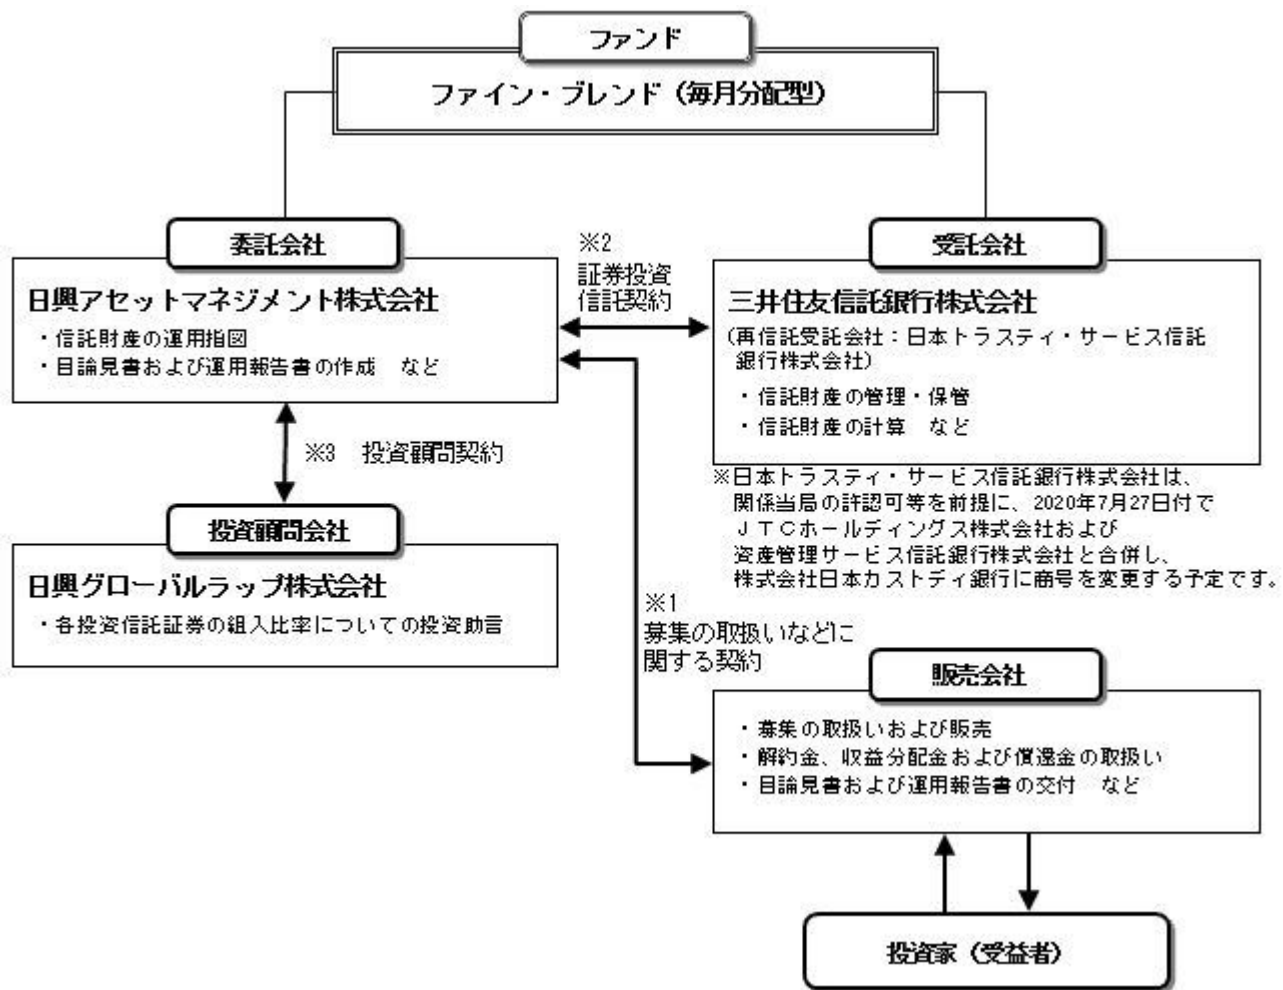 ファンド
ファイン・ブレンド（毎月分配型）
委託会社
日興アセットマネジメント株式会社
・信託財産の運用指図
・目論見書および運用報告書の作成　など
※2
証券投資
信託契約
受託会社
三井住友信託銀行株式会社
(再信託受託会社：日本トラスティ・サービス信託
銀行株式会社)
・信託財産の管理・保管
・信託財産の計算　など
※日本トラスティ・サービス信託銀行株式会社は、
関係当局の許認可等を前提に、2020年7月27日付で
ＪＴＣホールディングス株式会社および
資産管理サービス信託銀行株式会社と合併し、
株式会社日本カストディ銀行に商号を変更する予定です。
※3　投資顧問契約
投資顧問会社
日興グローバルラップ株式会社
・各投資信託証券の組入比率についての投資助言
※1
募集の取扱いなどに
関する契約
販売会社
・募集の取扱いおよび販売
・解約金、収益分配金および償還金の取扱い
・目論見書および運用報告書の交付　など
投資家（受益者）